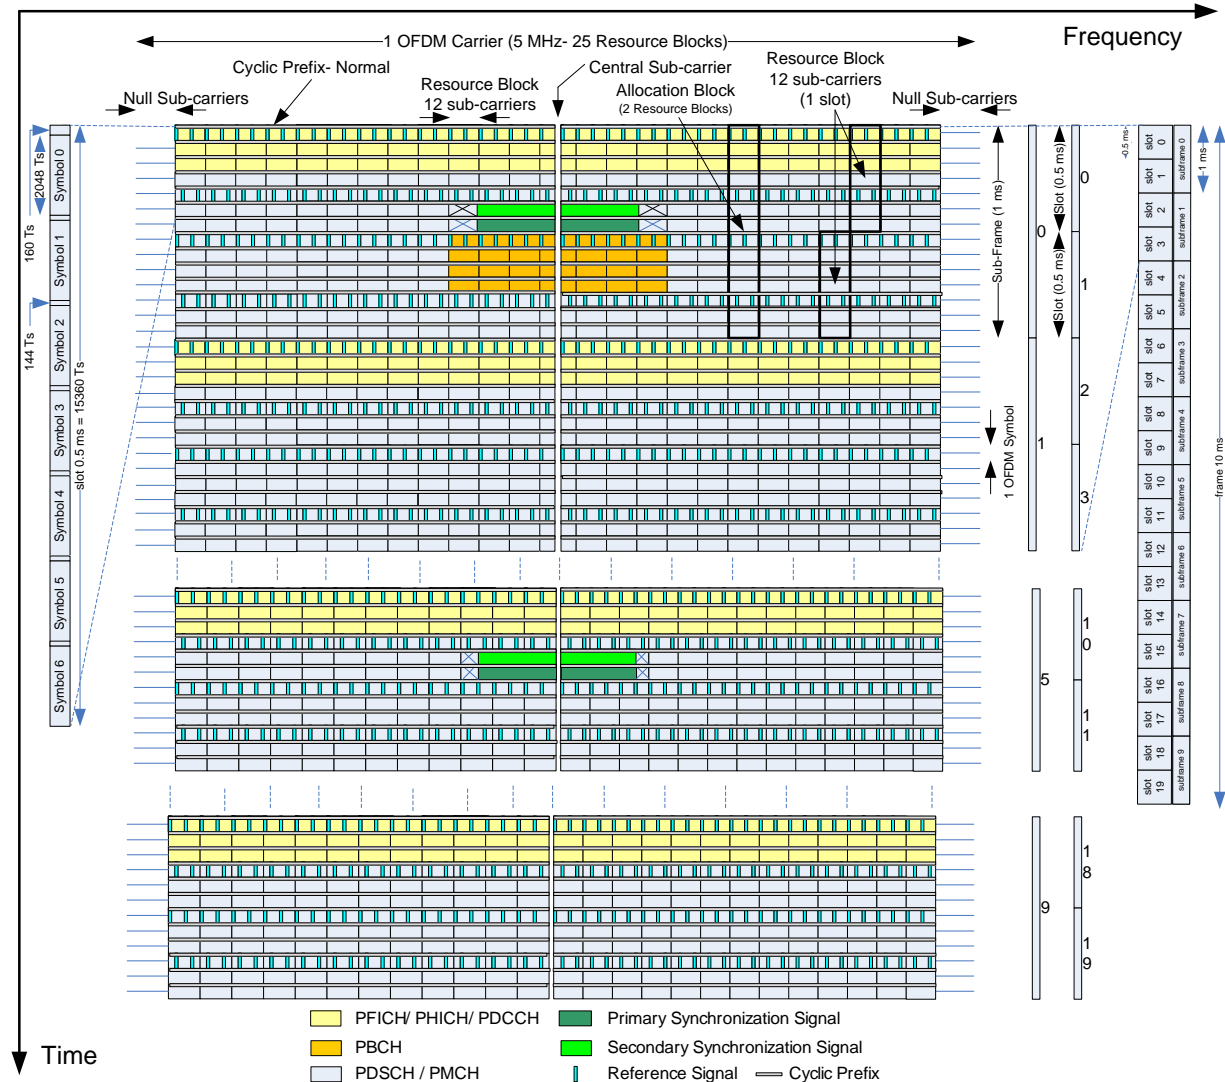 Frequency
1 OFDM Carrier (5 MHz- 25 Resource Blocks)
Cyclic Prefix- Normal
Central Sub-carrier
Resource Block
12 sub-carriers
(1 slot)
Null Sub-carriers
Resource Block
12 sub-carriers
Allocation Block
(2 Resource Blocks)
Null Sub-carriers
160 Ts
2048 Ts
144 Ts
Symbol 0
Symbol 1
Symbol 2
Symbol 3
Symbol 4
Symbol 5
Symbol 6
slot 0.5 ms = 15360 Ts
Sub-Frame (1 ms)
1 OFDM Symbol
Slot (0.5 ms)
Slot (0.5 ms)
0
1
5
9
0
1
2
3
1
0
1
1
1
8
1
9
-0.5 ms-
-1 ms-
frame 10 ms
slot 0
slot 1
slot 2
slot 3
slot 4
slot 5
slot 6
slot 7
slot 8
slot 9
slot 10
slot 11
slot 12
slot 13
slot 14
slot 15
slot 16
slot 17
slot 18
slot 19
subframe 0
subframe 1
subframe 2
subframe 3
subframe 4
subframe 5
subframe 6
subframe 7
subframe 8
subframe 9
Time
PFICH/ PHICH/ PDCCH
Primary Synchronization Signal
PBCH
Secondary Synchronization Signal
PDSCH / PMCH
Reference Signal
Cyclic Prefix